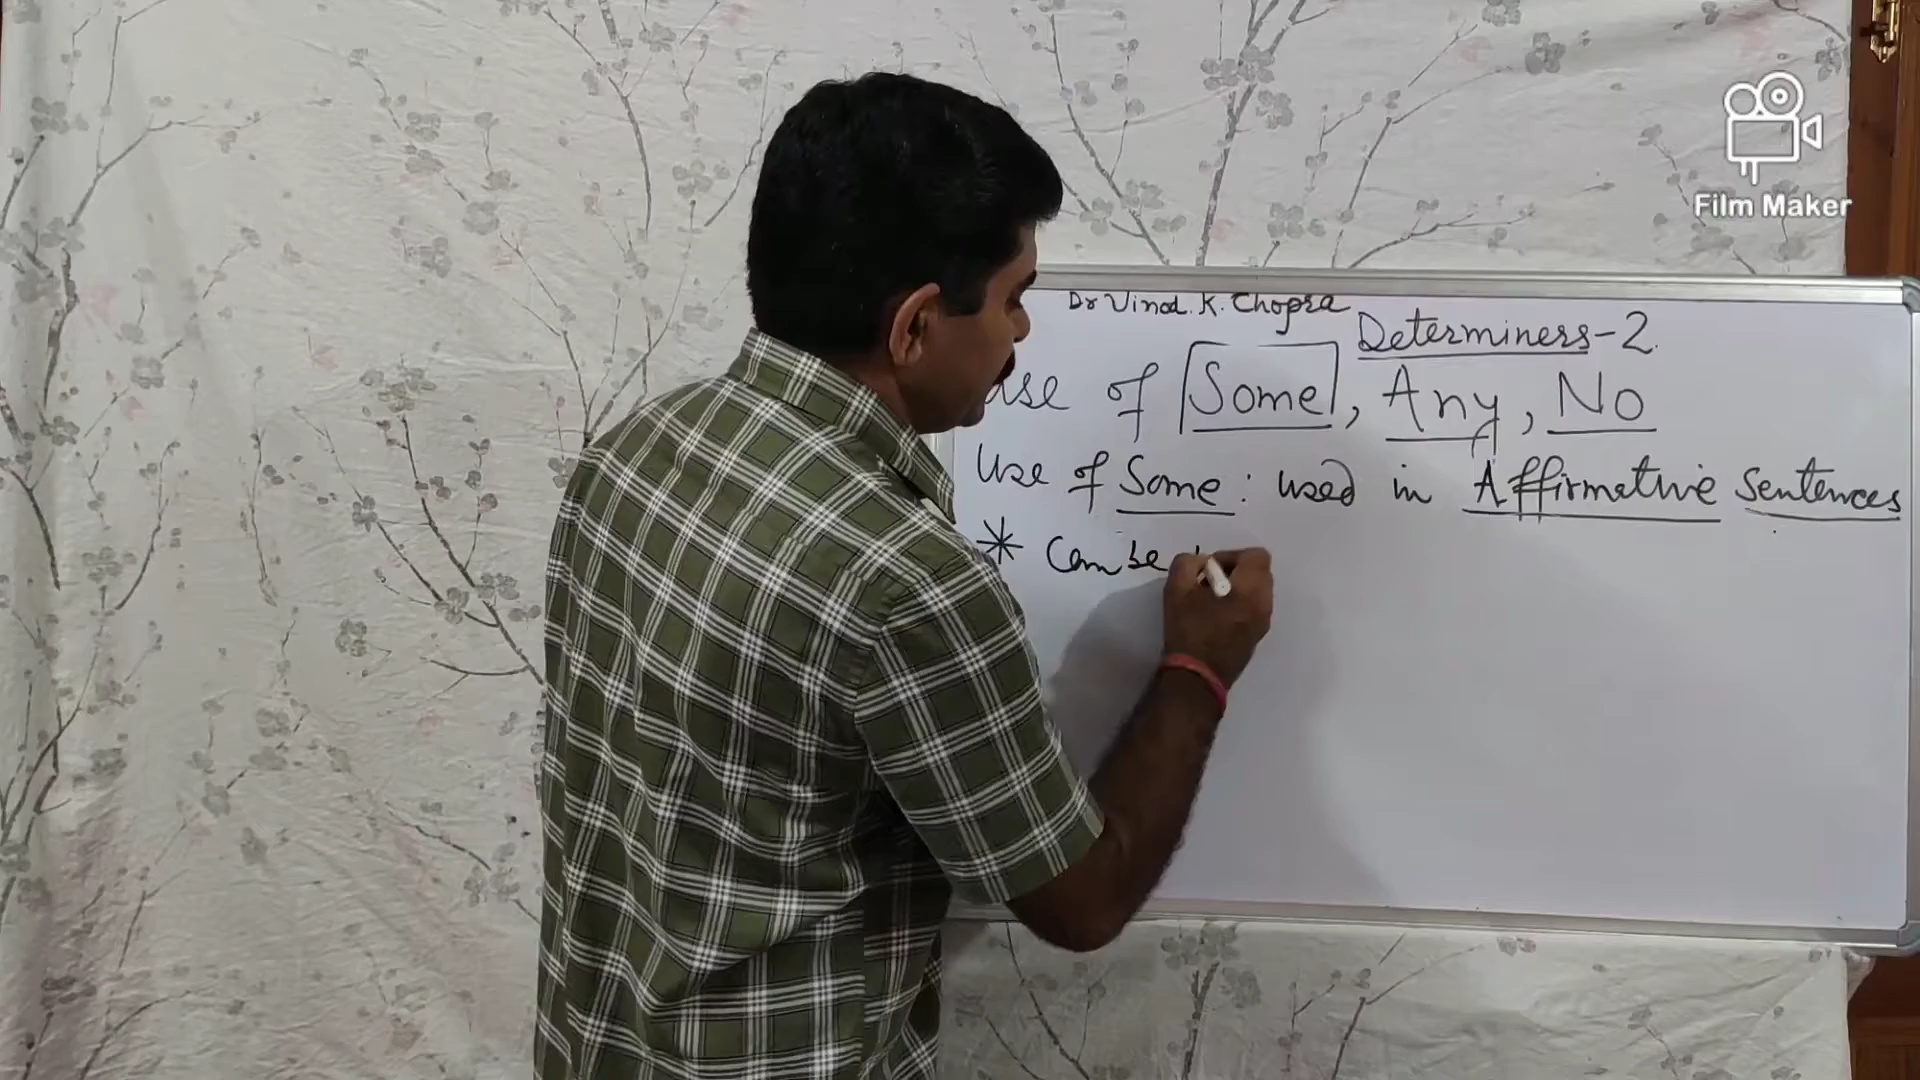 Film Maker
Dr Vinod. K. Chopra
Determiners-2.
Use of Some, Any, No
Use of Some: used in Affirmative Sentences
* Can be